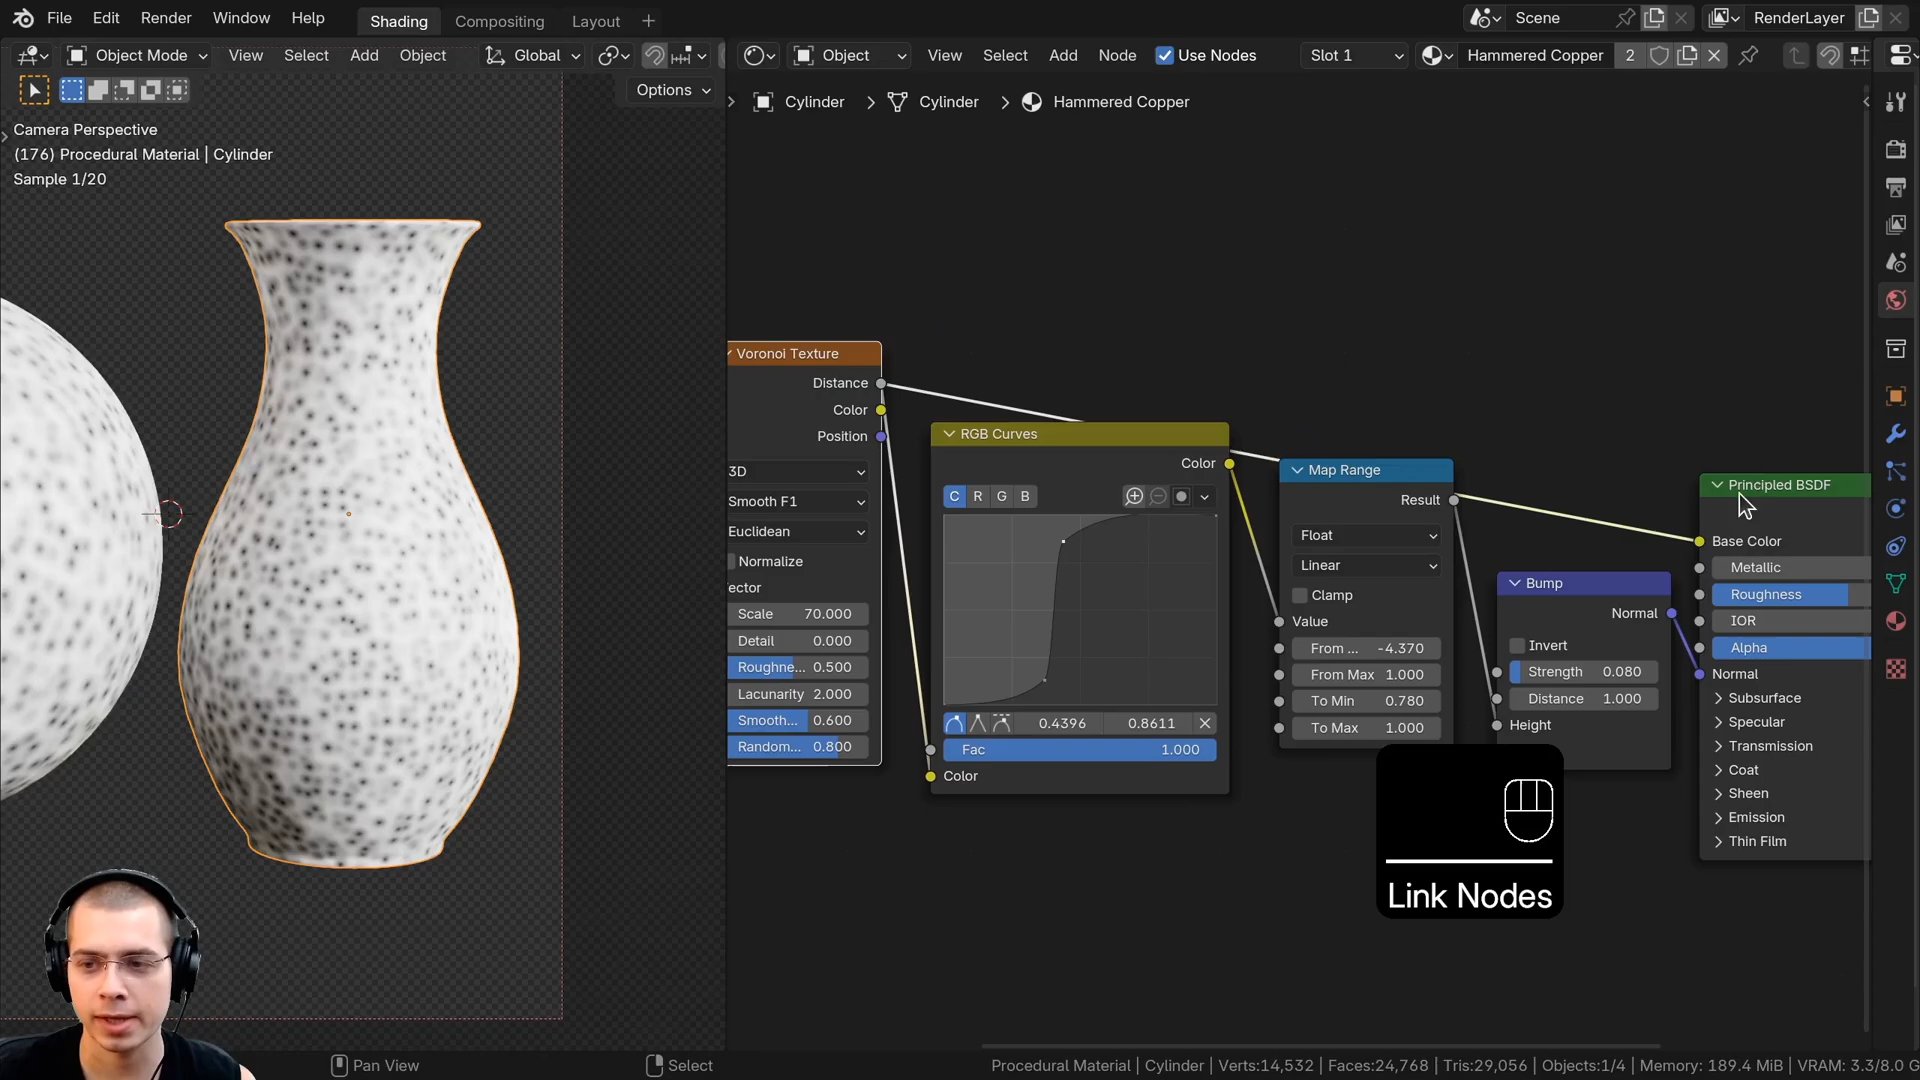 File Edit Render Window Help Shading Compositing Layout + Scene RenderLayer
Object Mode View Select Add Object Global Object View Select Add Node Use Nodes Slot 1 Hammered Copper 2
Options
Cylinder > Cylinder > Hammered Copper
Camera Perspective
(176) Procedural Material | Cylinder
Sample 1/20
Voronoi Texture
Distance
Color
Position
3D
Smooth F1
Euclidean
Normalize
ector
Scale 70.000
Detail 0.000
Roughne... 0.500
Lacunarity 2.000
Smooth... 0.600
Random... 0.800
RGB Curves
Color
C R G B
0.4396 0.8611
Fac 1.000
Color
Map Range
Result
Float
Linear
Clamp
Value
From ... -4.370
From Max 1.000
To Min 0.780
To Max 1.000
Bump
Normal
Invert
Strength 0.080
Distance 1.000
Height
Principled BSDF
Base Color
Metallic
Roughness
IOR
Alpha
Normal
Subsurface
Specular
Transmission
Coat
Sheen
Emission
Thin Film
Link Nodes
Pan View Select Procedural Material | Cylinder | Verts:14,532 | Faces:24,768 | Tris:29,056 | Objects:1/4 | Memory: 189.4 MiB | VRAM: 3.3/8.0 G